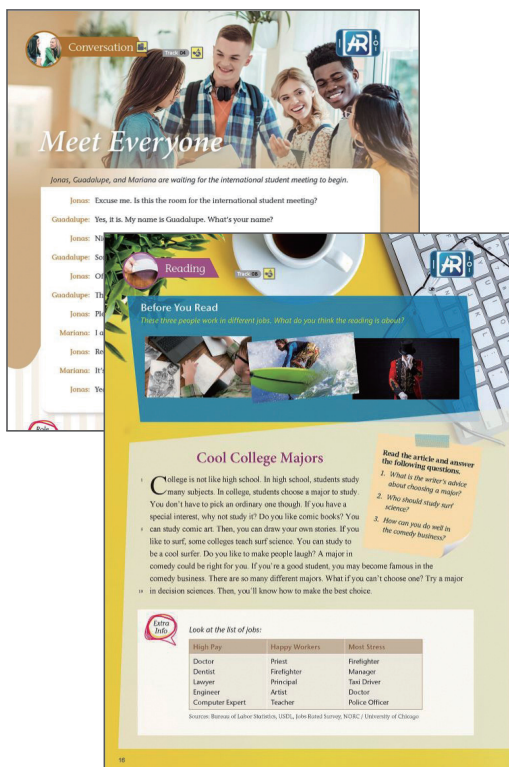 Conversation
Track 04
AR
Meet Everyone
Jonas, Guadalupe, and Mariana are waiting for the international student meeting to begin.
Jonas: Excuse me. Is this the room for the international student meeting?
Guadalupe: Yes, it is. My name is Guadalupe. What's your name?
Jonas:
Guadalupe:
Jonas:
Guadalupe:
Jonas:
Mariana:
Jonas:
Mariana: It's
Jonas:
Role
Reading
Track 08
AR
Before You Read
These three people work in different jobs. What do you think the reading is about?
Cool College Majors
1 College is not like high school. In high school, students study
many subjects. In college, students choose a major to study.
You don't have to pick an ordinary one though. If you have a
special interest, why not study it? Do you like comic books? You
5 can study comic art. Then, you can draw your own stories. If you
like to surf, some colleges teach surf science. You can study to
be a cool surfer. Do you like to make people laugh? A major in
comedy could be right for you. If you're a good student, you may become famous in the
comedy business. There are so many different majors. What if you can't choose one? Try a major
10 in decision sciences. Then, you'll know how to make the best choice.
Read the article and answer
the following questions.
1. What is the writer's advice
about choosing a major?
2. Who should study surf
science?
3. How can you do well in
the comedy business?
Extra
Info
Look at the list of jobs:
High Pay Happy Workers Most Stress
Doctor Priest Firefighter
Dentist Firefighter Manager
Lawyer Principal Taxi Driver
Engineer Artist Doctor
Computer Expert Teacher Police Officer
Sources: Bureau of Labor Statistics, USDL, Jobs Rated Survey, NORC / University of Chicago
18